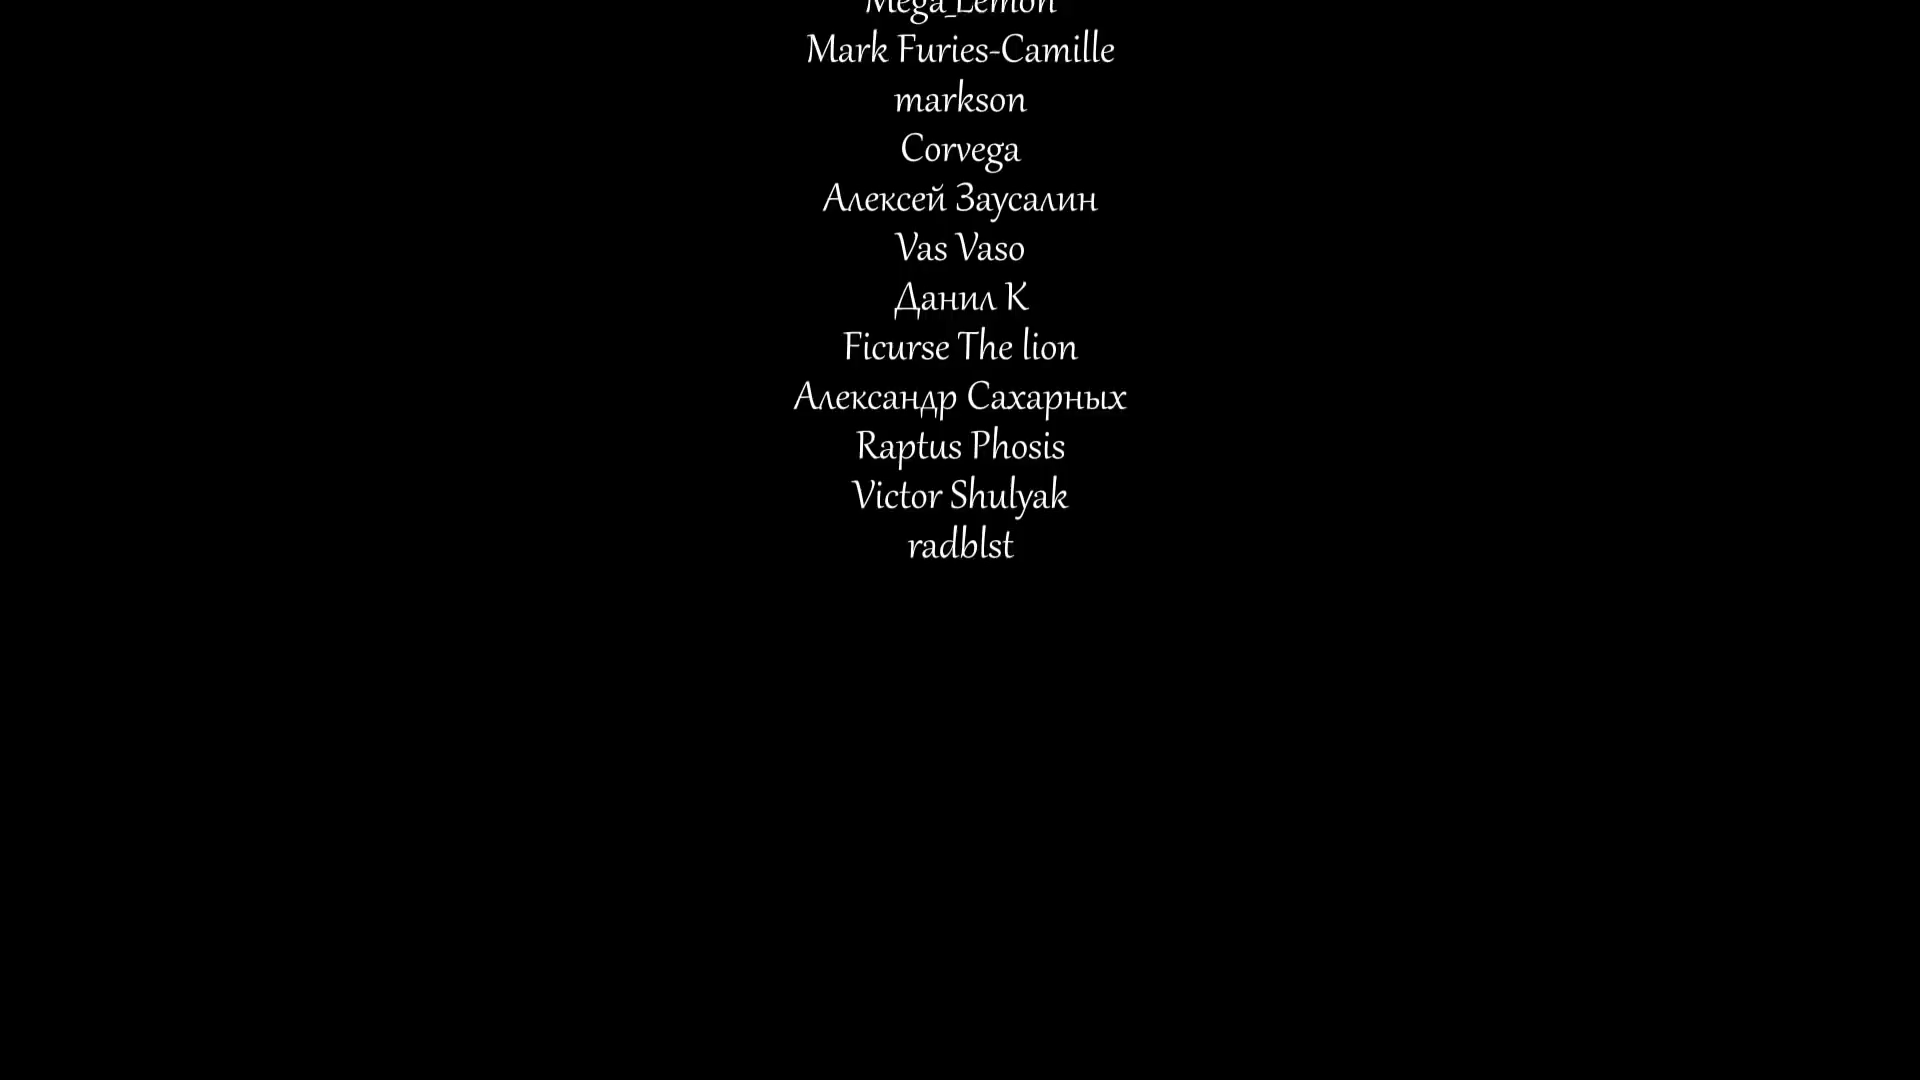 Mega_Lemon
Mark Furies-Camille
markson
Corvega
Алексей Заусалин
Vas Vaso
Данил К
Ficurse The lion
Александр Сахарных
Raptus Phosis
Victor Shulyak
radblst